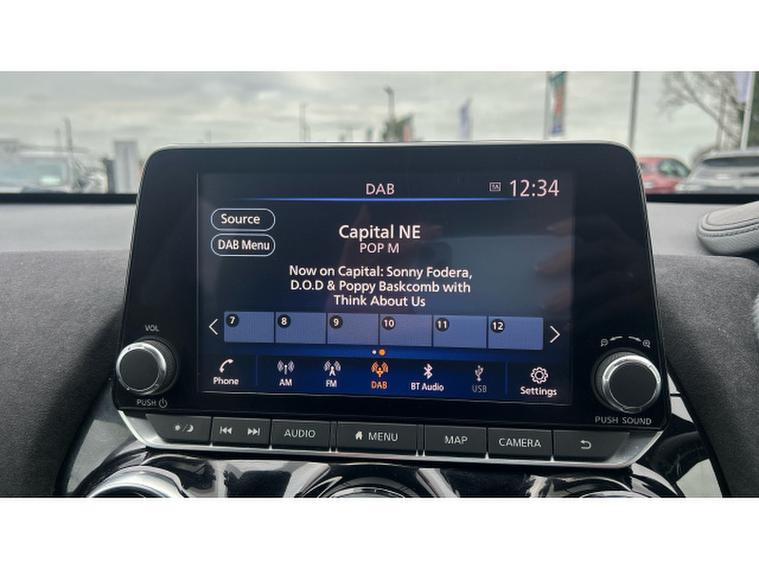 DAB
12:34
Source
DAB Menu
Capital NE
POP M
Now on Capital: Sonny Fodera,
D.O.D & Poppy Baskcomb with
Think About Us
7 8 9 10 11 12
Phone AM FM DAB BT Audio USB Settings
VOL
PUSH
PUSH SOUND
AUDIO MENU MAP CAMERA